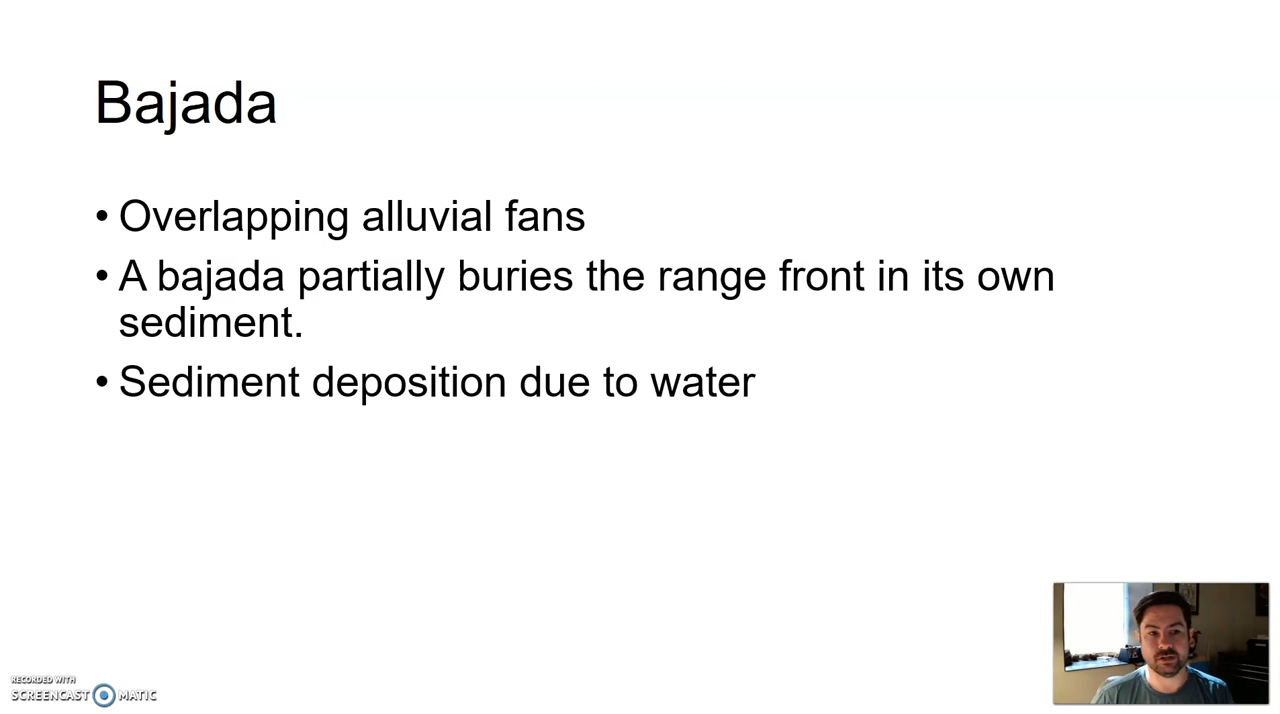 Bajada
• Overlapping alluvial fans
• A bajada partially buries the range front in its own
sediment.
• Sediment deposition due to water
RECORDED WITH
SCREENCAST MATIC